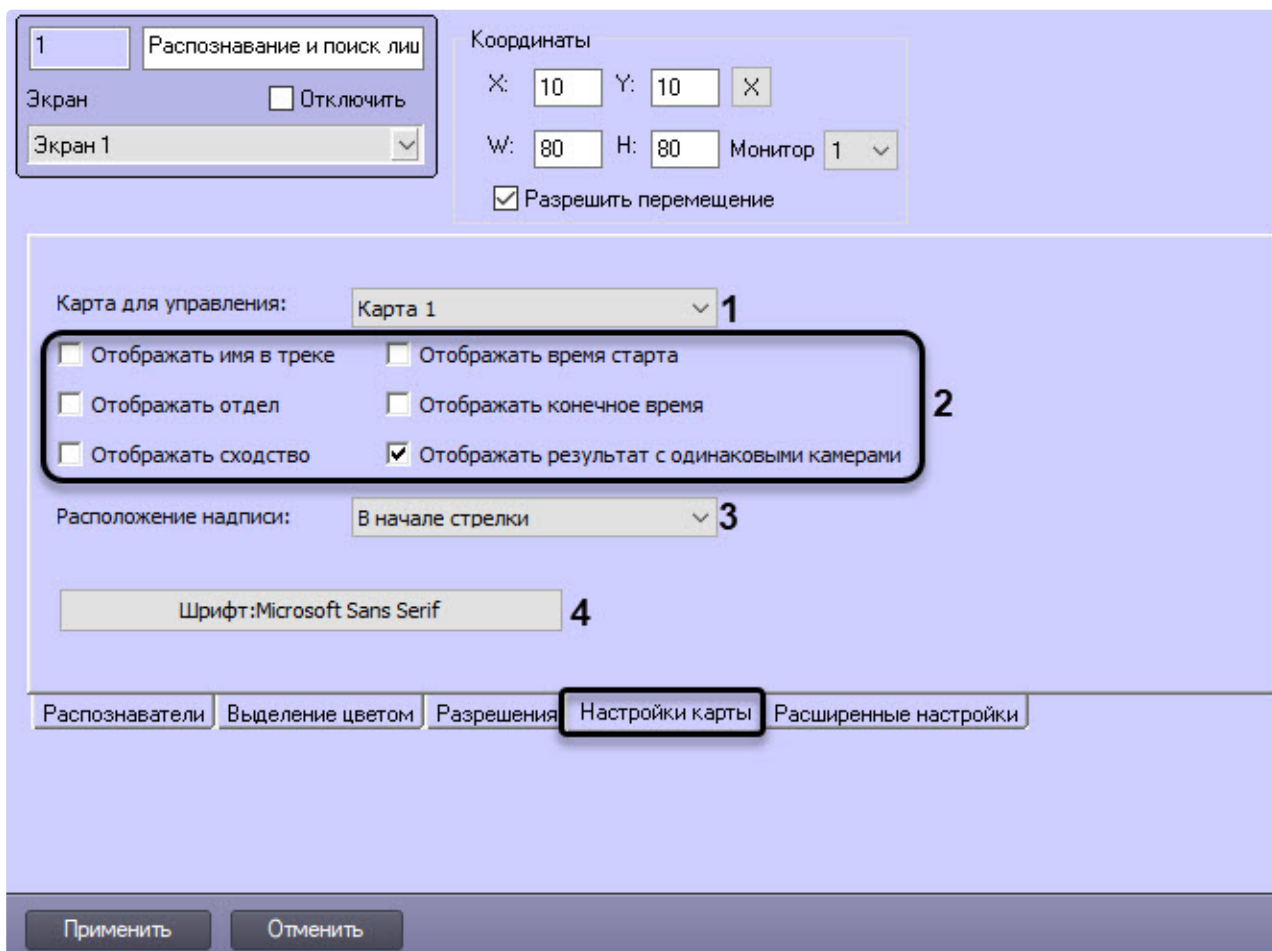 1 Распознавание и поиск лиц
Экран Отключить
Экран 1
Координаты
X: 10 Y: 10 X
W: 80 H: 80 Монитор 1
Разрешить перемещение
Карта для управления: Карта 1 1
Отображать имя в треке Отображать время старта
Отображать отдел Отображать конечное время 2
Отображать сходство Отображать результат с одинаковыми камерами
Расположение надписи: В начале стрелки 3
Шрифт:Microsoft Sans Serif 4
Распознаватели Выделение цветом Разрешения Настройки карты Расширенные настройки
Применить Отменить